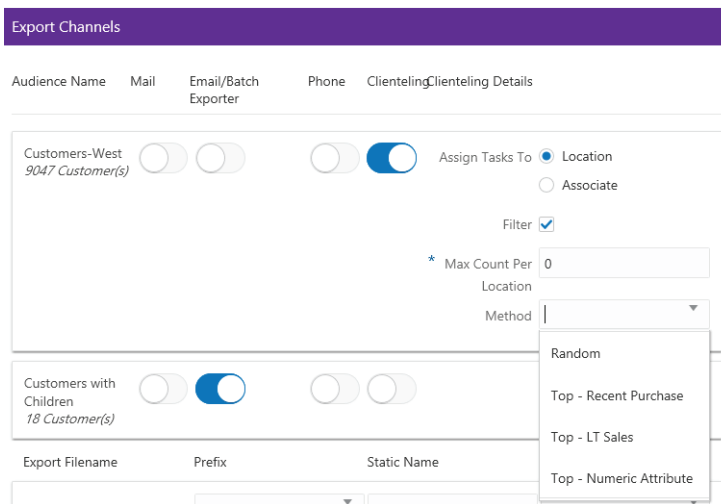 Export Channels
Audience Name Mail Email/Batch Exporter Phone Clienteling Clienteling Details
Customers-West
9047 Customer(s)
Assign Tasks To Location
Associate
Filter
* Max Count Per Location 0
Method
Random
Top - Recent Purchase
Top - LT Sales
Top - Numeric Attribute
Customers with
Children
18 Customer(s)
Export Filename Prefix Static Name